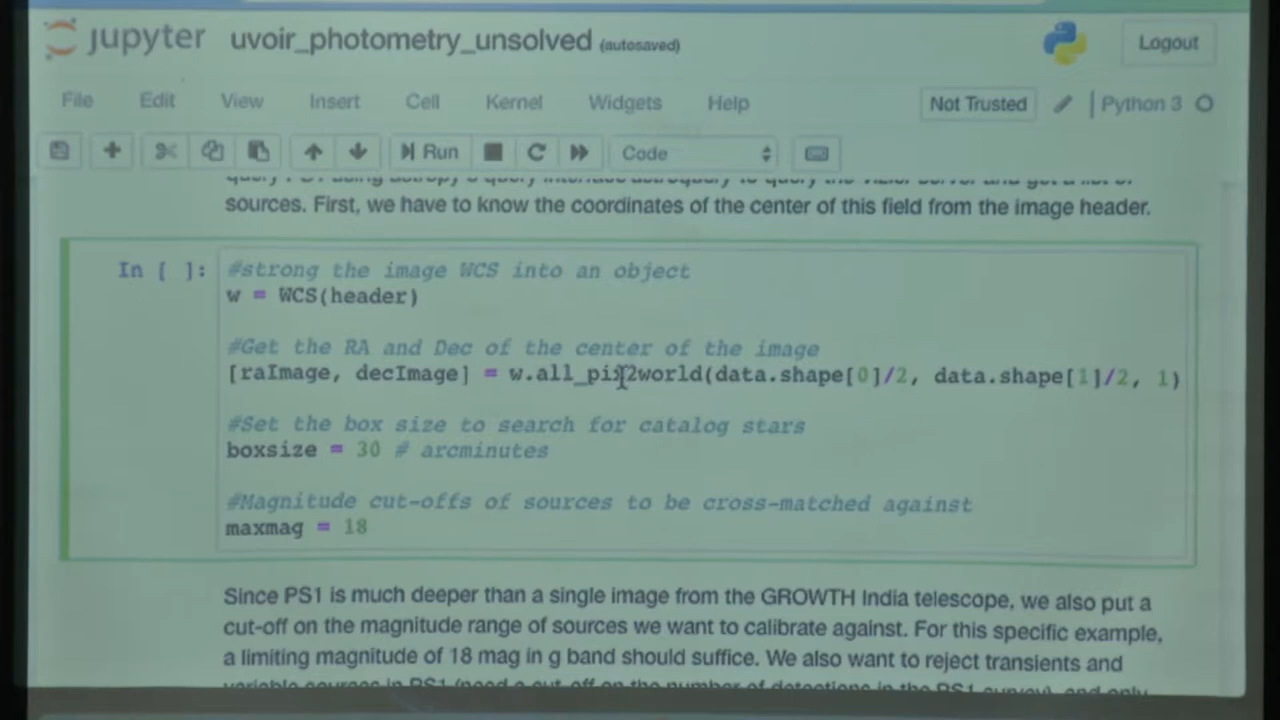 jupyter uvoir_photometry_unsolved (autosaved)
Logout
File Edit View Insert Cell Kernel Widgets Help
Not Trusted Python 3
Run Code
sources. First, we have to know the coordinates of the center of this field from the image header.
In [ ]:
#strong the image WCS into an object
w = WCS(header)
#Get the RA and Dec of the center of the image
[raImage, decImage] = w.all_pix2world(data.shape[0]/2, data.shape[1]/2, 1)
#Set the box size to search for catalog stars
boxsize = 30 # arcminutes
#Magnitude cut-offs of sources to be cross-matched against
maxmag = 18
Since PS1 is much deeper than a single image from the GROWTH India telescope, we also put a
cut-off on the magnitude range of sources we want to calibrate against. For this specific example,
a limiting magnitude of 18 mag in g band should suffice. We also want to reject transients and